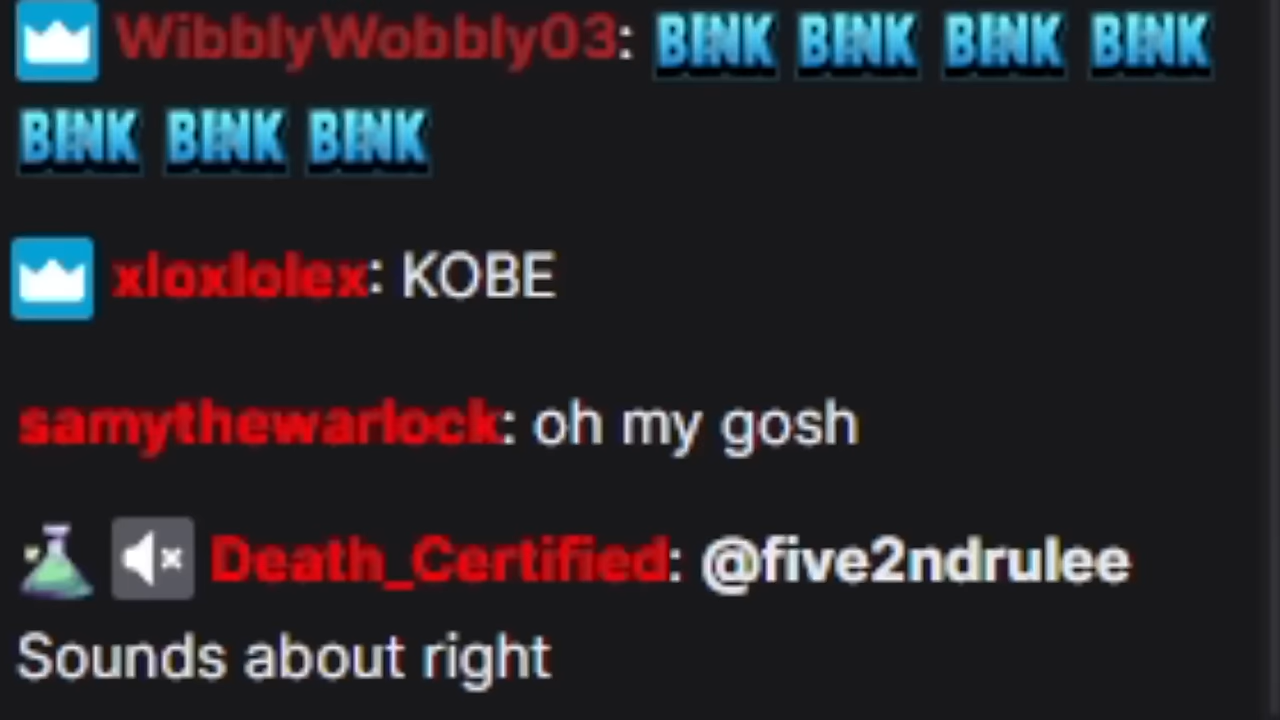 WibblyWobbly03: BINK BINK BINK BINK
BINK BINK BINK
xloxlolex: KOBE
samythewarlock: oh my gosh
Death_Certified: @five2ndrulee
Sounds about right